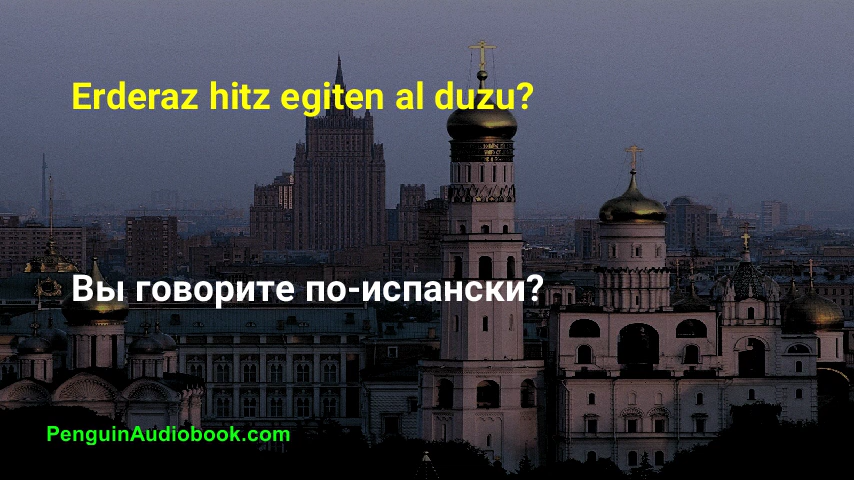 Erderaz hitz egiten al duzu?
Вы говорите по-испански?
PenguinAudiobook.com